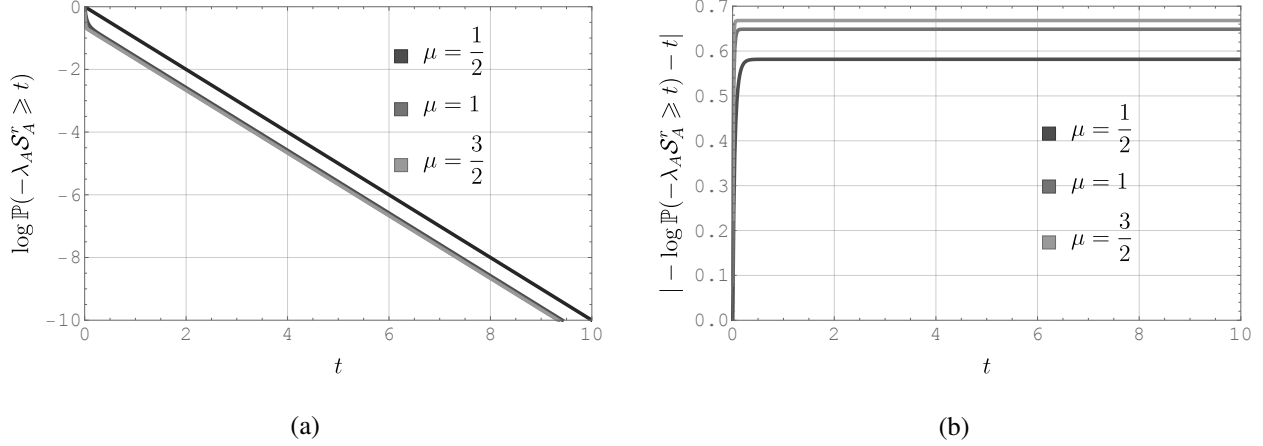 log ℙ(−λ_A 𝒮^r_A ⩾ t)
0
-2
-4
-6
-8
-10
0 2 4 6 8 10
t
μ = 1/2
μ = 1
μ = 3/2
(a)
| − log ℙ(−λ_A 𝒮^r_A ⩾ t) − t|
0.7
0.6
0.5
0.4
0.3
0.2
0.1
0.0
0 2 4 6 8 10
t
μ = 1/2
μ = 1
μ = 3/2
(b)